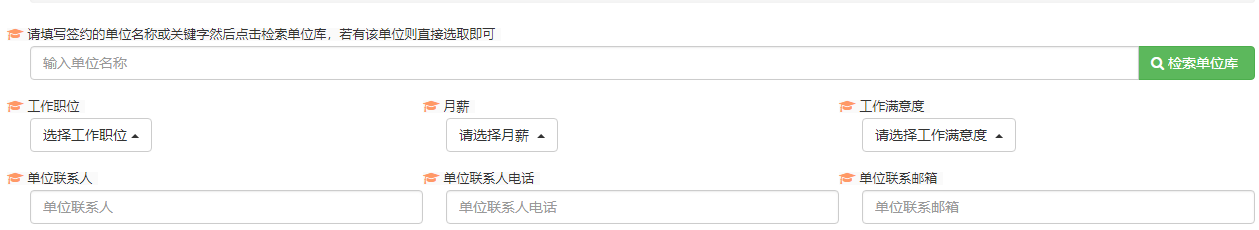 请填写签约的单位名称或关键字然后点击检索单位库，若有该单位则直接选取即可
输入单位名称 检索单位库
工作职位 月薪 工作满意度
选择工作职位 请选择月薪 请选择工作满意度
单位联系人 单位联系人电话 单位联系邮箱
单位联系人 单位联系人电话 单位联系邮箱